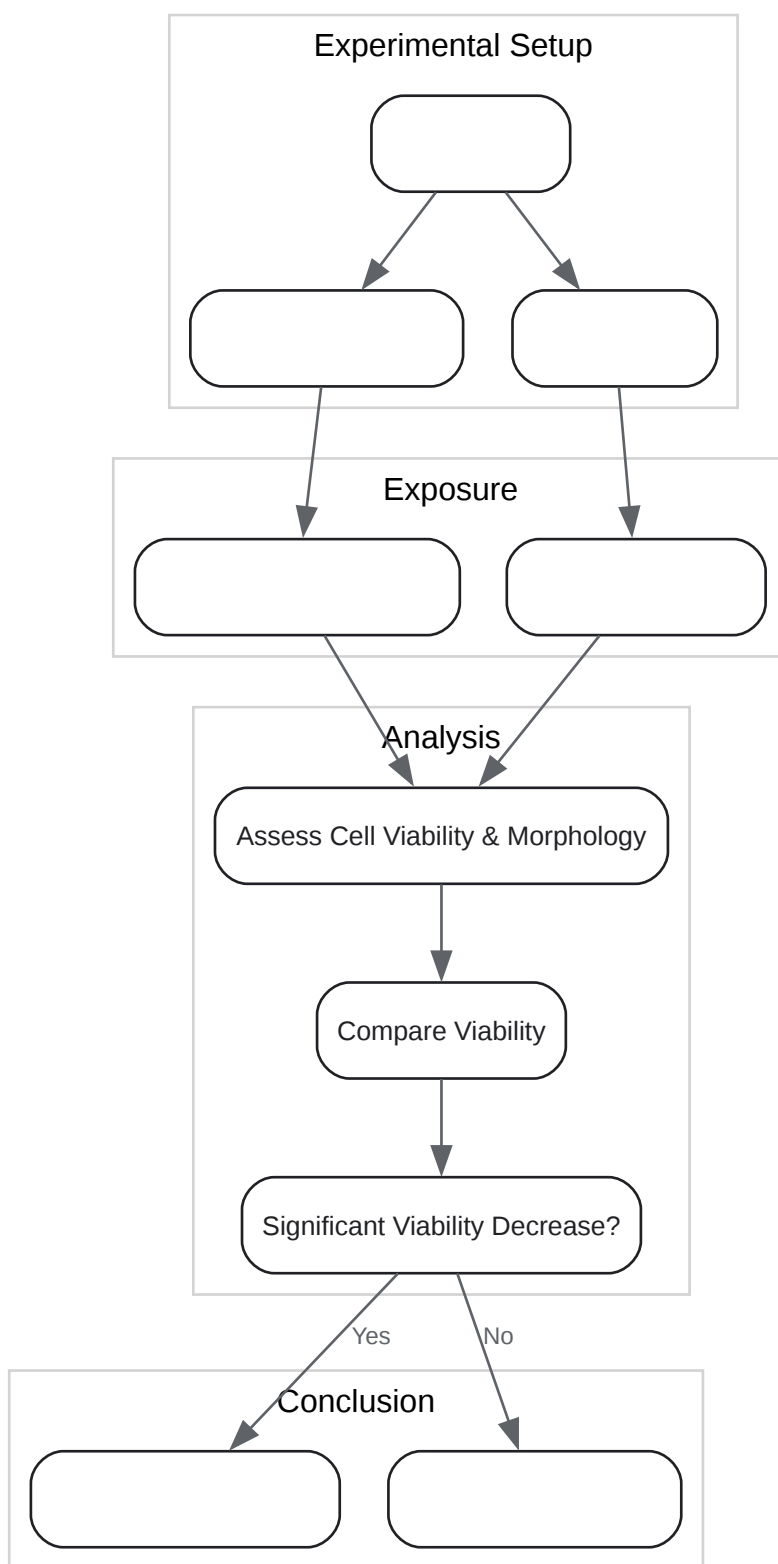 Experimental Setup
Exposure
Analysis
Assess Cell Viability & Morphology
Compare Viability
Significant Viability Decrease?
Yes
No
Conclusion